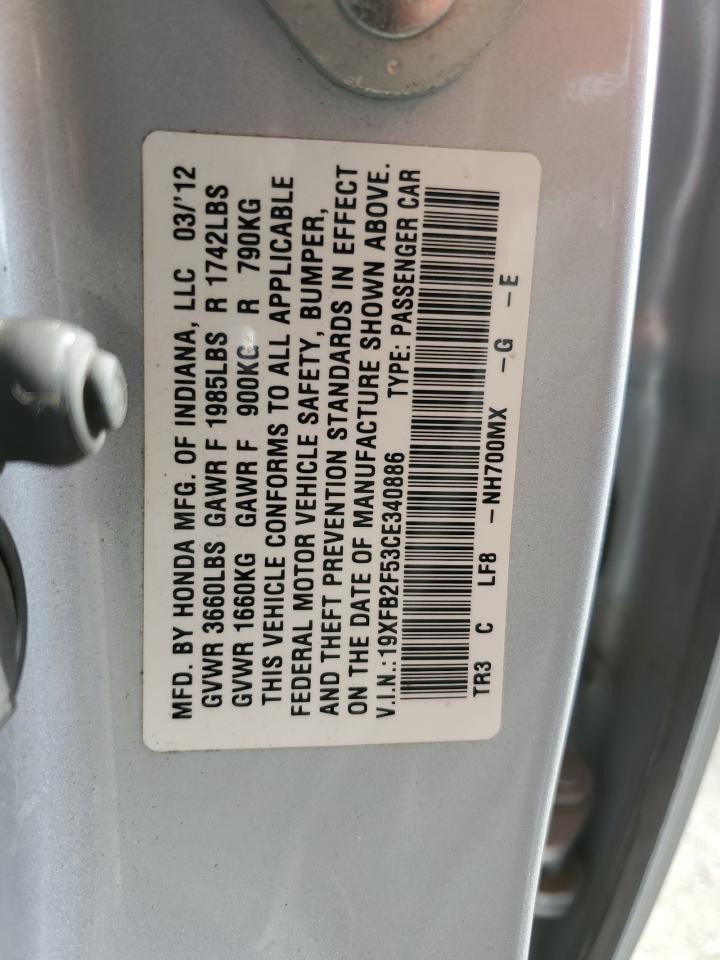 MFD. BY HONDA MFG. OF INDIANA, LLC 03/'12
GVWR 3660LBS GAWR F 1985LBS R 1742LBS
GVWR 1660KG GAWR F 900KG R 790KG
THIS VEHICLE CONFORMS TO ALL APPLICABLE
FEDERAL MOTOR VEHICLE SAFETY, BUMPER,
AND THEFT PREVENTION STANDARDS IN EFFECT
ON THE DATE OF MANUFACTURE SHOWN ABOVE.
V.I.N.:19XFB2F53CE340886 TYPE: PASSENGER CAR
TR3 C LF8 -NH700MX -G -E